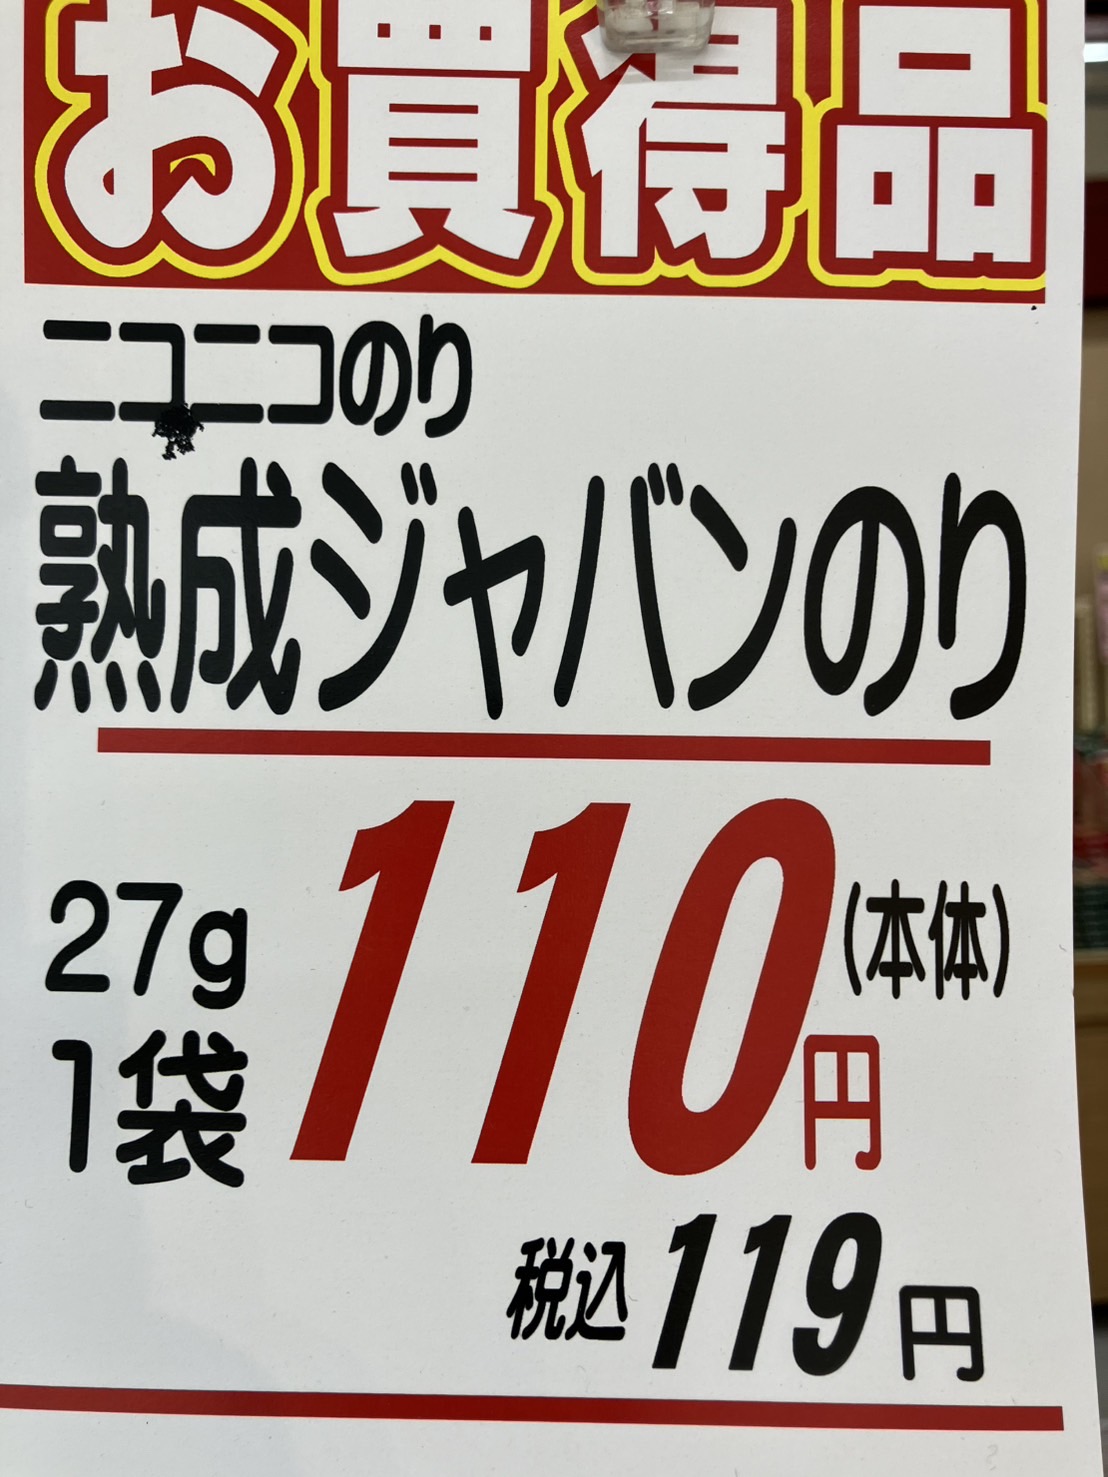 お買得品
ニコニコのり
熟成ジャバンのり
27g
1袋
110円
(本体)
税込119円